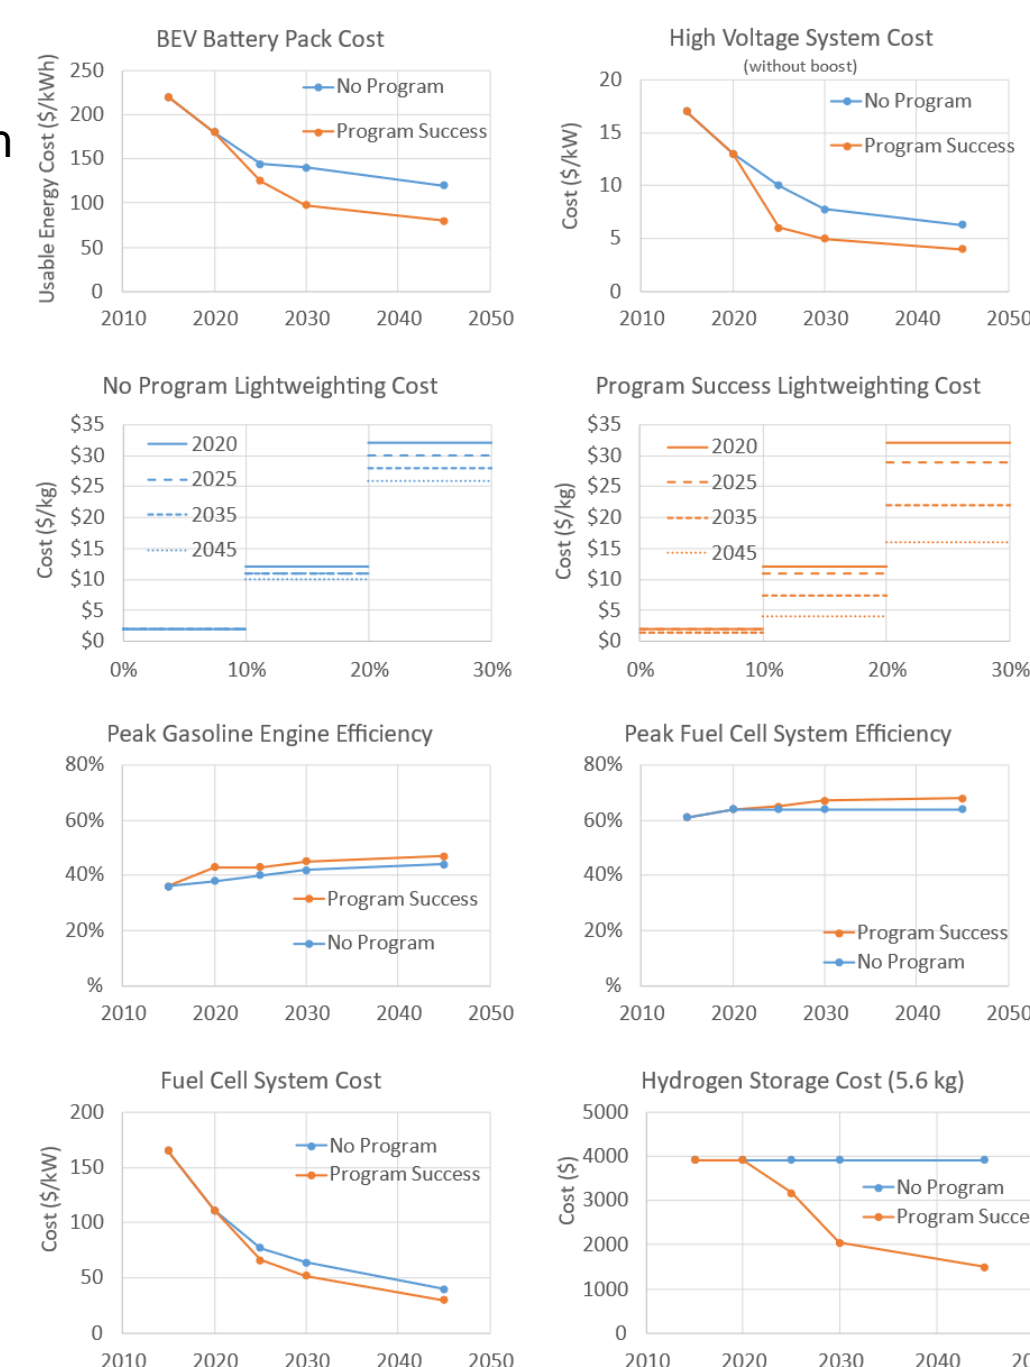 n
BEV Battery Pack Cost
Usable Energy Cost ($/kWh)
250
200
150
100
50
0
No Program
Program Success
2010 2020 2030 2040 2050
High Voltage System Cost
(without boost)
Cost ($/kW)
20
15
10
5
0
No Program
Program Success
2010 2020 2030 2040 2050
No Program Lightweighting Cost
Cost ($/kg)
$35
$30
$25
$20
$15
$10
$5
$0
2020
2025
2035
2045
0% 10% 20% 30%
Program Success Lightweighting Cost
Cost ($/kg)
$35
$30
$25
$20
$15
$10
$5
$0
2020
2025
2035
2045
0% 10% 20% 30%
Peak Gasoline Engine Efficiency
80%
60%
40%
20%
%
Program Success
No Program
2010 2020 2030 2040 2050
Peak Fuel Cell System Efficiency
80%
60%
40%
20%
%
Program Success
No Program
2010 2020 2030 2040 2050
Fuel Cell System Cost
Cost ($/kW)
200
150
100
50
0
No Program
Program Success
2010 2020 2030 2040 2050
Hydrogen Storage Cost (5.6 kg)
Cost ($)
5000
4000
3000
2000
1000
0
No Program
Program Succe
2010 2020 2030 2040 20